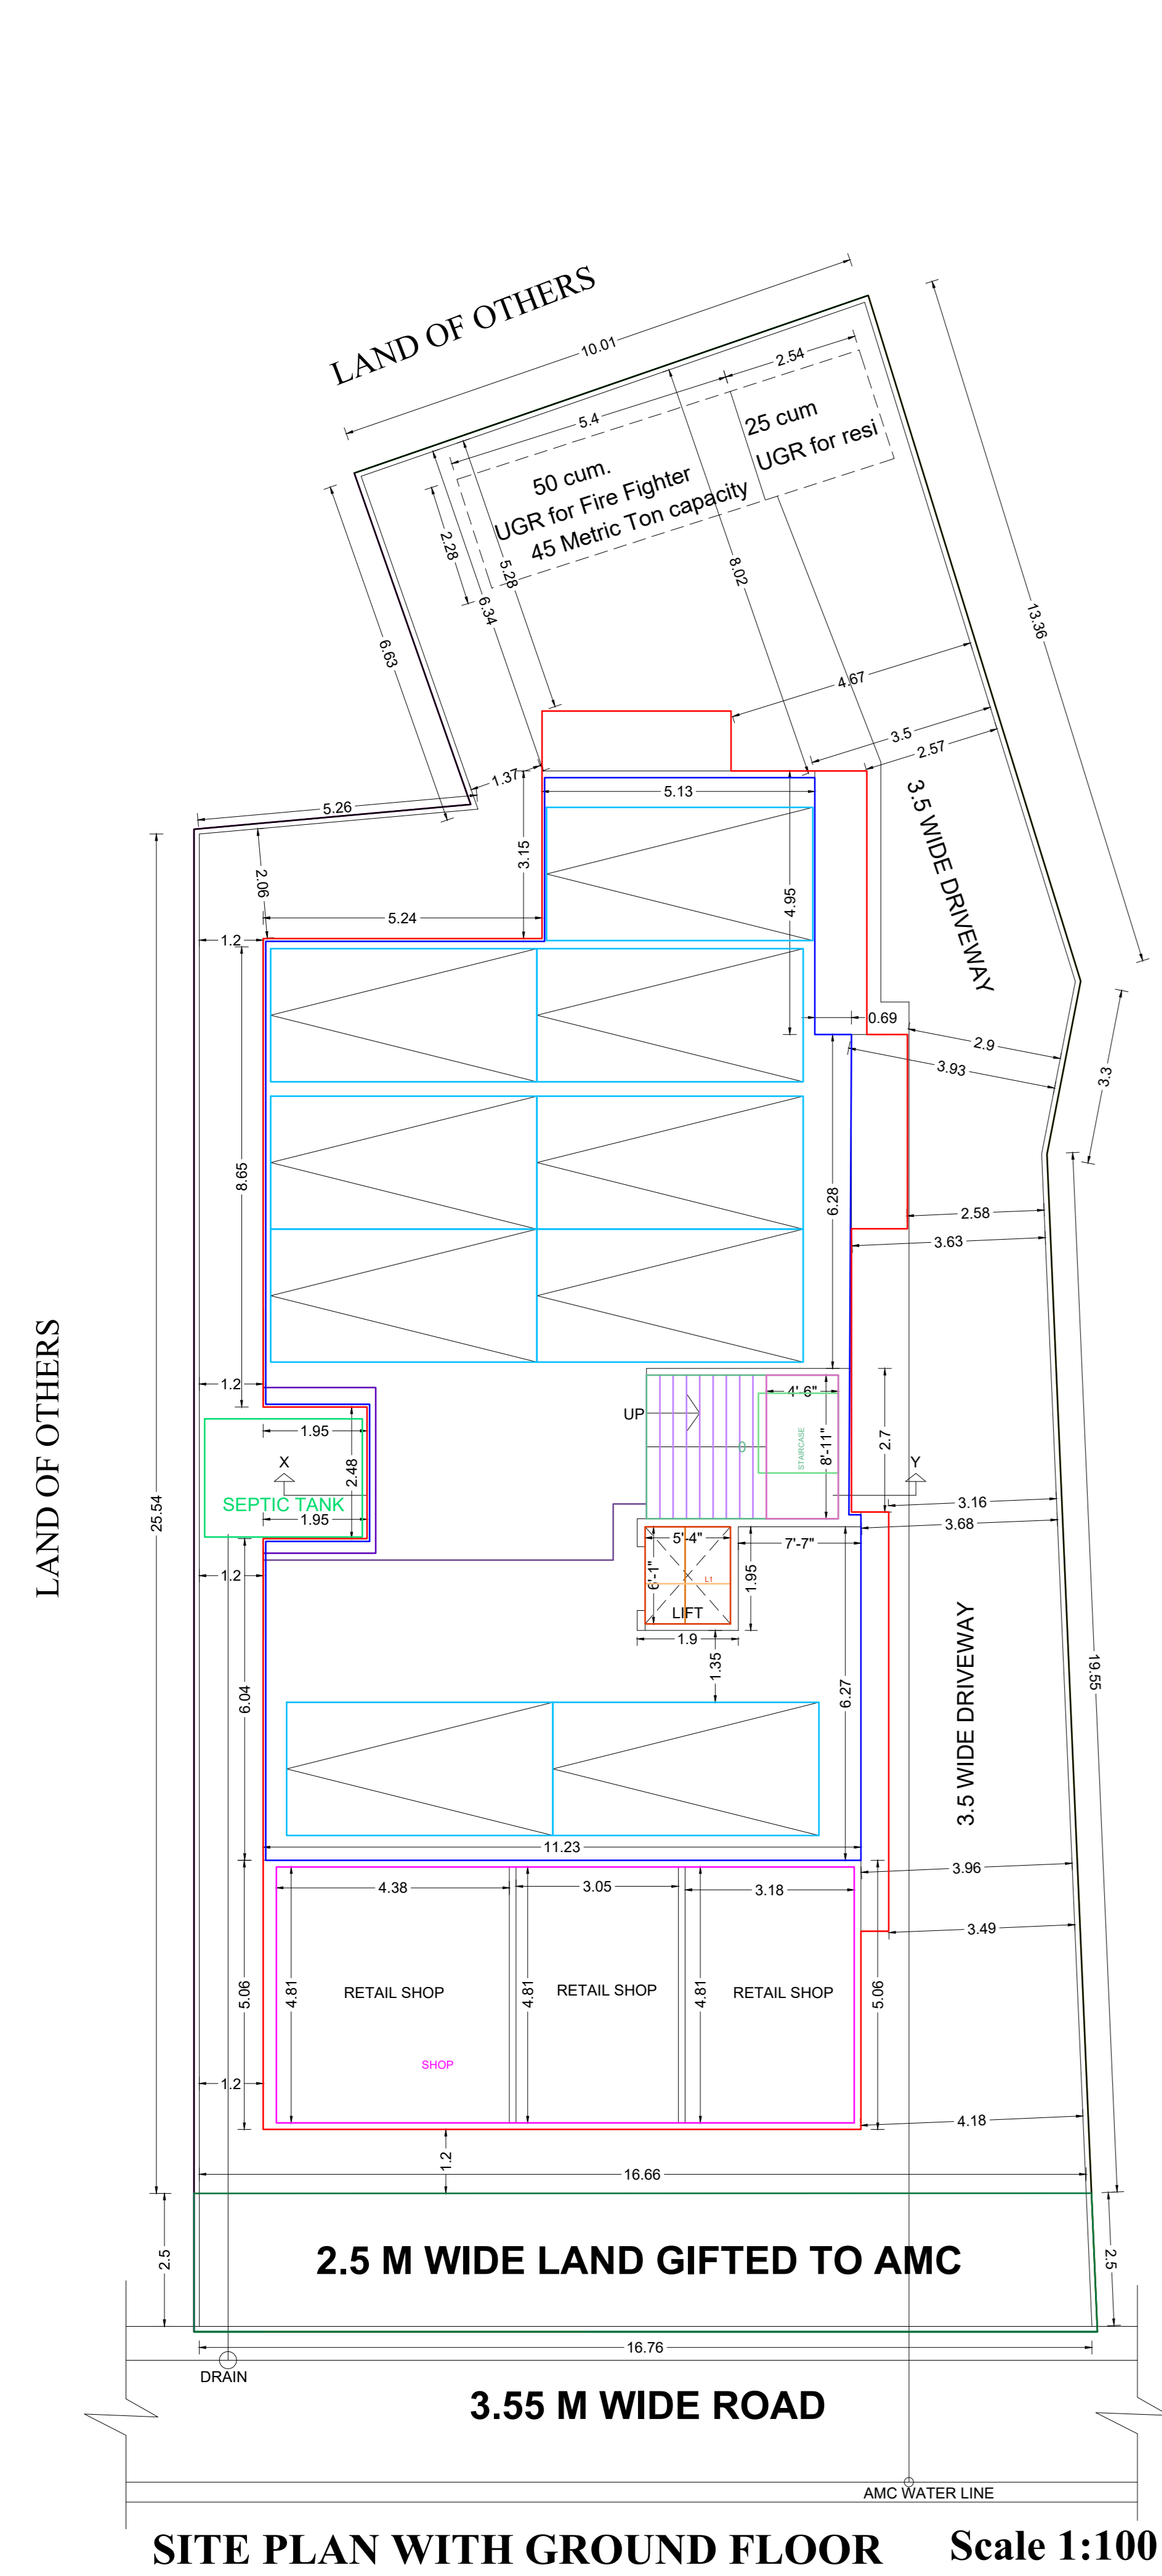 LAND OF OTHERS
10.01
2.54
5.4
25 cum
UGR for resi
50 cum.
UGR for Fire Fighter
45 Metric Ton capacity
2.28
5.28
6.34
8.02
6.63
13.36
4.67
3.5
2.57
1.37
5.26
5.13
3.5 WIDE DRIVEWAY
3.15
2.06
4.95
5.24
1.2
0.69
2.9
3.93
3.3
8.65
6.28
2.58
3.63
LAND OF OTHERS
1.2
4'-6"
UP
1.95
STAIRCASE
8'-11"
2.7
2.48
X
Y
SEPTIC TANK
25.54
1.95
3.16
3.68
5'-4"
7'-7"
1.2
6'-1"
L1
1.95
LIFT
1.9
1.35
6.04
6.27
3.5 WIDE DRIVEWAY
19.55
11.23
3.96
4.38
3.05
3.18
3.49
5.06
4.81
RETAIL SHOP
4.81
RETAIL SHOP
4.81
RETAIL SHOP
5.06
SHOP
1.2
4.18
1.2
16.66
2.5
2.5 M WIDE LAND GIFTED TO AMC
2.5
16.76
DRAIN
3.55 M WIDE ROAD
AMC WATER LINE
SITE PLAN WITH GROUND FLOOR
Scale 1:100